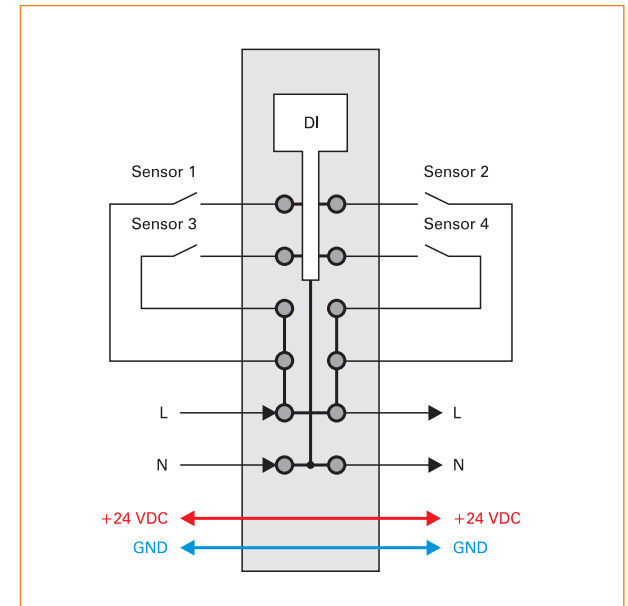 DI
Sensor 1
Sensor 2
Sensor 3
Sensor 4
L
L
N
N
+24 VDC
+24 VDC
GND
GND